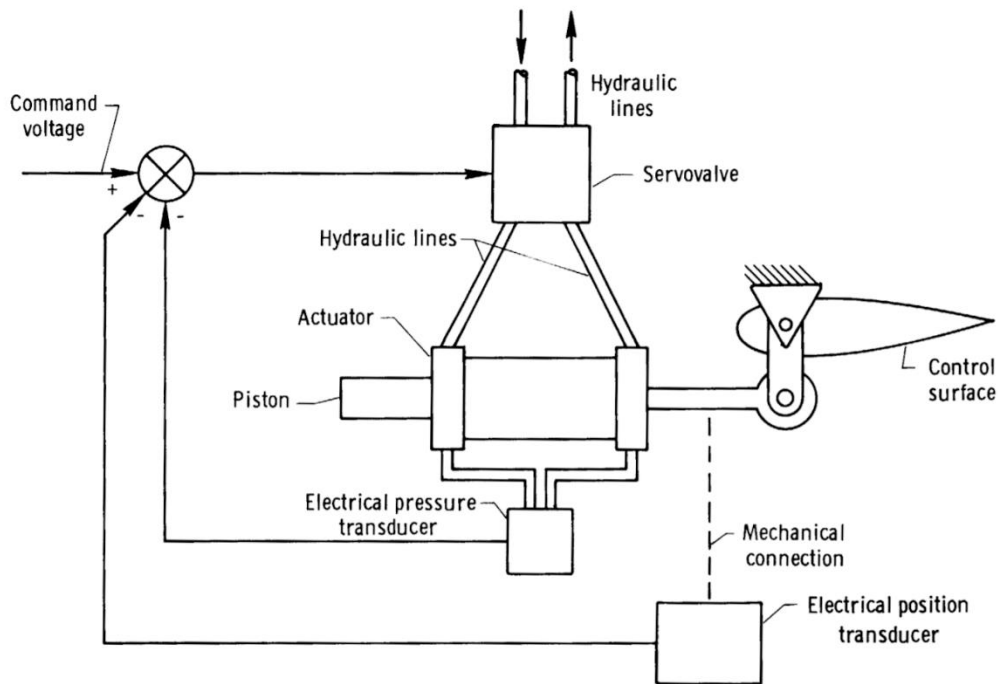 Hydraulic
lines
Command
voltage
Servovalve
+
-
-
Hydraulic lines
Actuator
Control
surface
Piston
Electrical pressure
transducer
Mechanical
connection
Electrical position
transducer